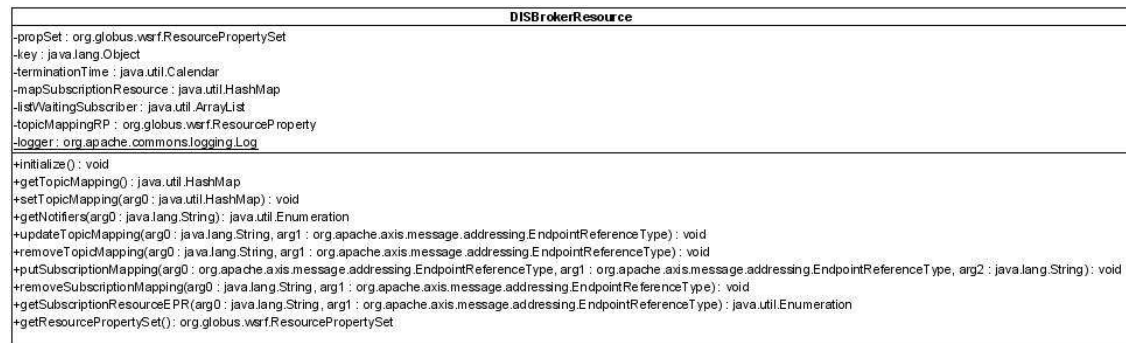 DISBrokerResource
-propSet : org.globus.wsrf.ResourcePropertySet
-key : java.lang.Object
-terminationTime : java.util.Calendar
-mapSubscriptionResource : java.util.HashMap
-listWaitingSubscriber : java.util.ArrayList
-topicMappingRP : org.globus.wsrf.ResourceProperty
-logger : org.apache.commons.logging.Log
+initialize() : void
+getTopicMapping() : java.util.HashMap
+setTopicMapping(arg0 : java.util.HashMap) : void
+getNotifiers(arg0 : java.lang.String) : java.util.Enumeration
+updateTopicMapping(arg0 : java.lang.String, arg1 : org.apache.axis.message.addressing.EndpointReferenceType) : void
+removeTopicMapping(arg0 : java.lang.String, arg1 : org.apache.axis.message.addressing.EndpointReferenceType) : void
+putSubscriptionMapping(arg0 : org.apache.axis.message.addressing.EndpointReferenceType, arg1 : org.apache.axis.message.addressing.EndpointReferenceType, arg2 : java.lang.String) : void
+removeSubscriptionMapping(arg0 : java.lang.String, arg1 : org.apache.axis.message.addressing.EndpointReferenceType) : void
+getSubscriptionResourceEPR(arg0 : java.lang.String, arg1 : org.apache.axis.message.addressing.EndpointReferenceType) : java.util.Enumeration
+getResourcePropertySet() : org.globus.wsrf.ResourcePropertySet